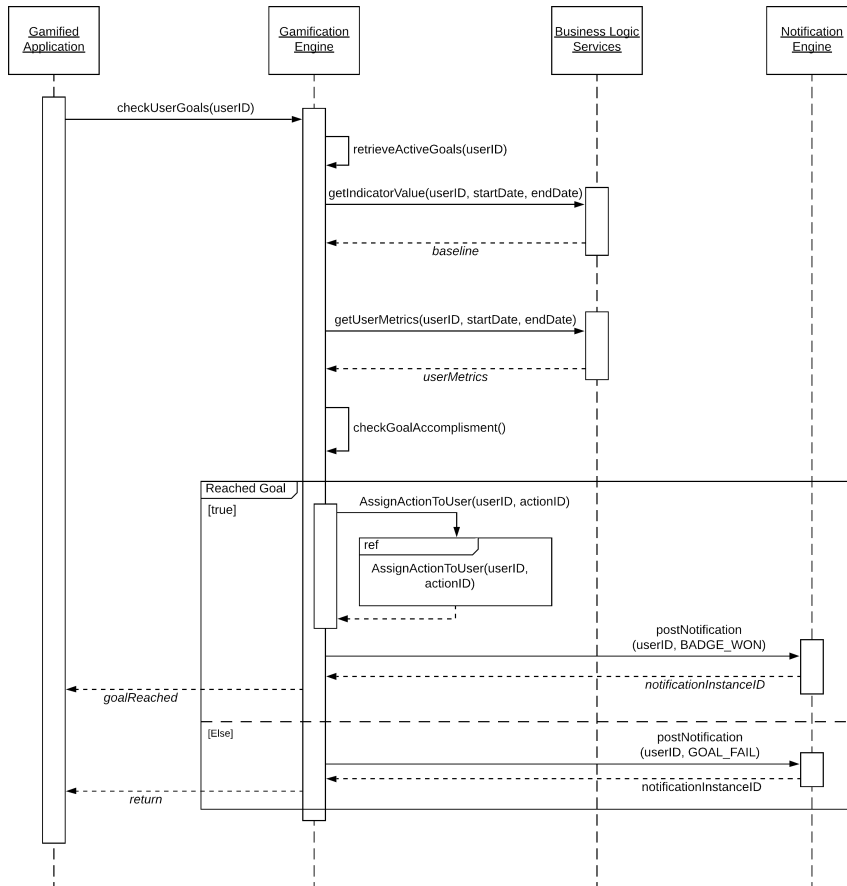 Gamified
Application
Gamification
Engine
Business Logic
Services
Notification
Engine
checkUserGoals(userID)
retrieveActiveGoals(userID)
getIndicatorValue(userID, startDate, endDate)
baseline
getUserMetrics(userID, startDate, endDate)
userMetrics
checkGoalAccomplisment()
Reached Goal
[true]
AssignActionToUser(userID, actionID)
ref
AssignActionToUser(userID,
actionID)
postNotification
(userID, BADGE_WON)
notificationInstanceID
goalReached
[Else]
postNotification
(userID, GOAL_FAIL)
notificationInstanceID
return